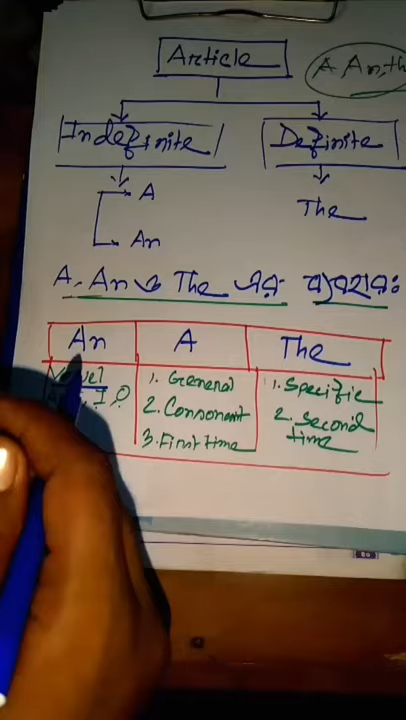 Article
A An, th
Indefinite
Definite
A
An
The
A, An ও The এর ব্যবহার:
An
A
The
Vowel
I, O
1. General
2. Consonant
3. First time
1. Specific
2. Second time